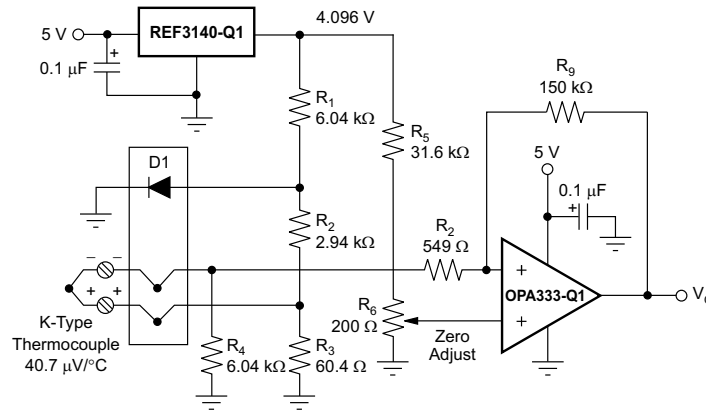 REF3140-Q1
5 V
4.096 V
0.1 µF
+
R1
6.04 kΩ
R5
31.6 kΩ
R9
150 kΩ
D1
5 V
0.1 µF
+
R2
2.94 kΩ
R2
549 Ω
− −
+ +
K-Type
Thermocouple
40.7 µV/°C
R4
6.04 kΩ
R3
60.4 Ω
R6
200 Ω
Zero
Adjust
+
+
OPA333-Q1